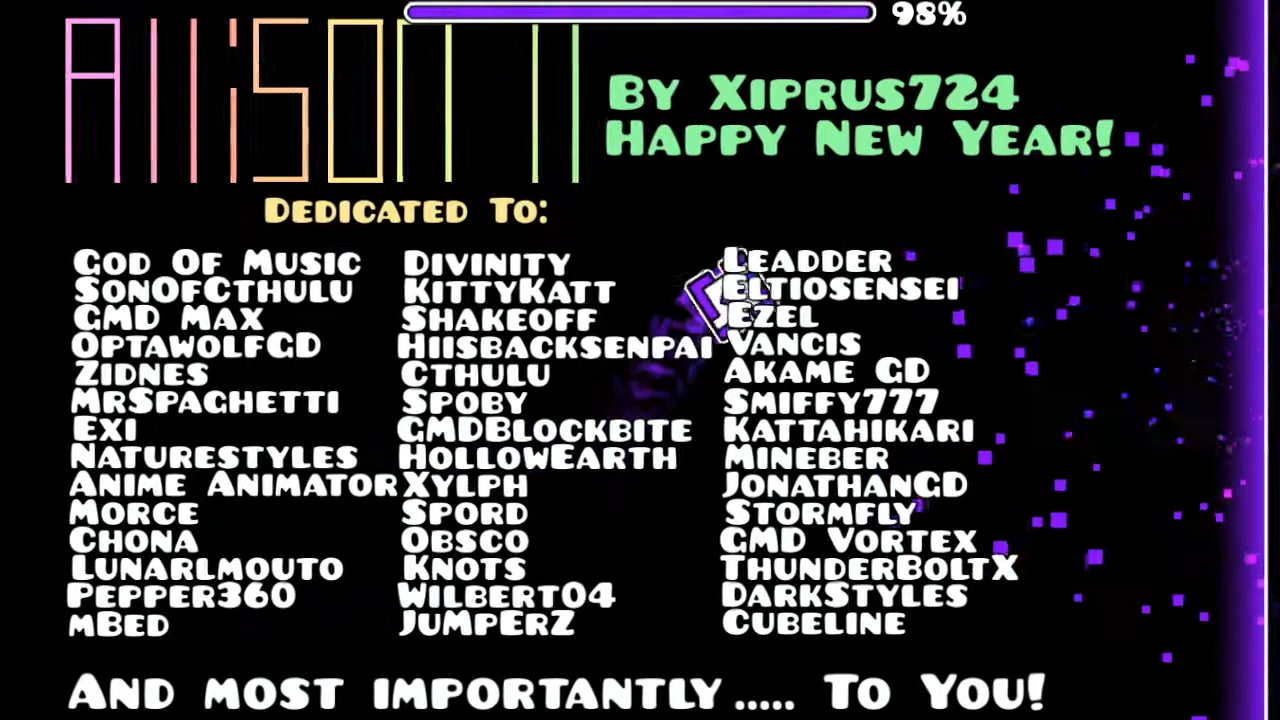 98%
Allison II
By Xiprus724
Happy New Year!
Dedicated To:
God Of Music
SonOfCthulu
GMD Max
OptawolfGD
Zidnes
MrSpaghetti
Exi
Naturestyles
Anime Animator
Morce
Chona
Lunarlmouto
Pepper360
mBed
Divinity
KittyKatt
Shakeoff
Hiisbacksenpai
Cthulu
Spoby
GMDBlockbite
HollowEarth
Xylph
Spord
Obsco
Knots
Wilbert04
JumperZ
Leadder
Eltiosensei
Ezel
Vancis
Akame GD
Smiffy777
Kattahikari
Mineber
JonathanGD
Stormfly
GMD Vortex
ThunderBoltX
DarkStyles
Cubeline
And most importantly..... To You!